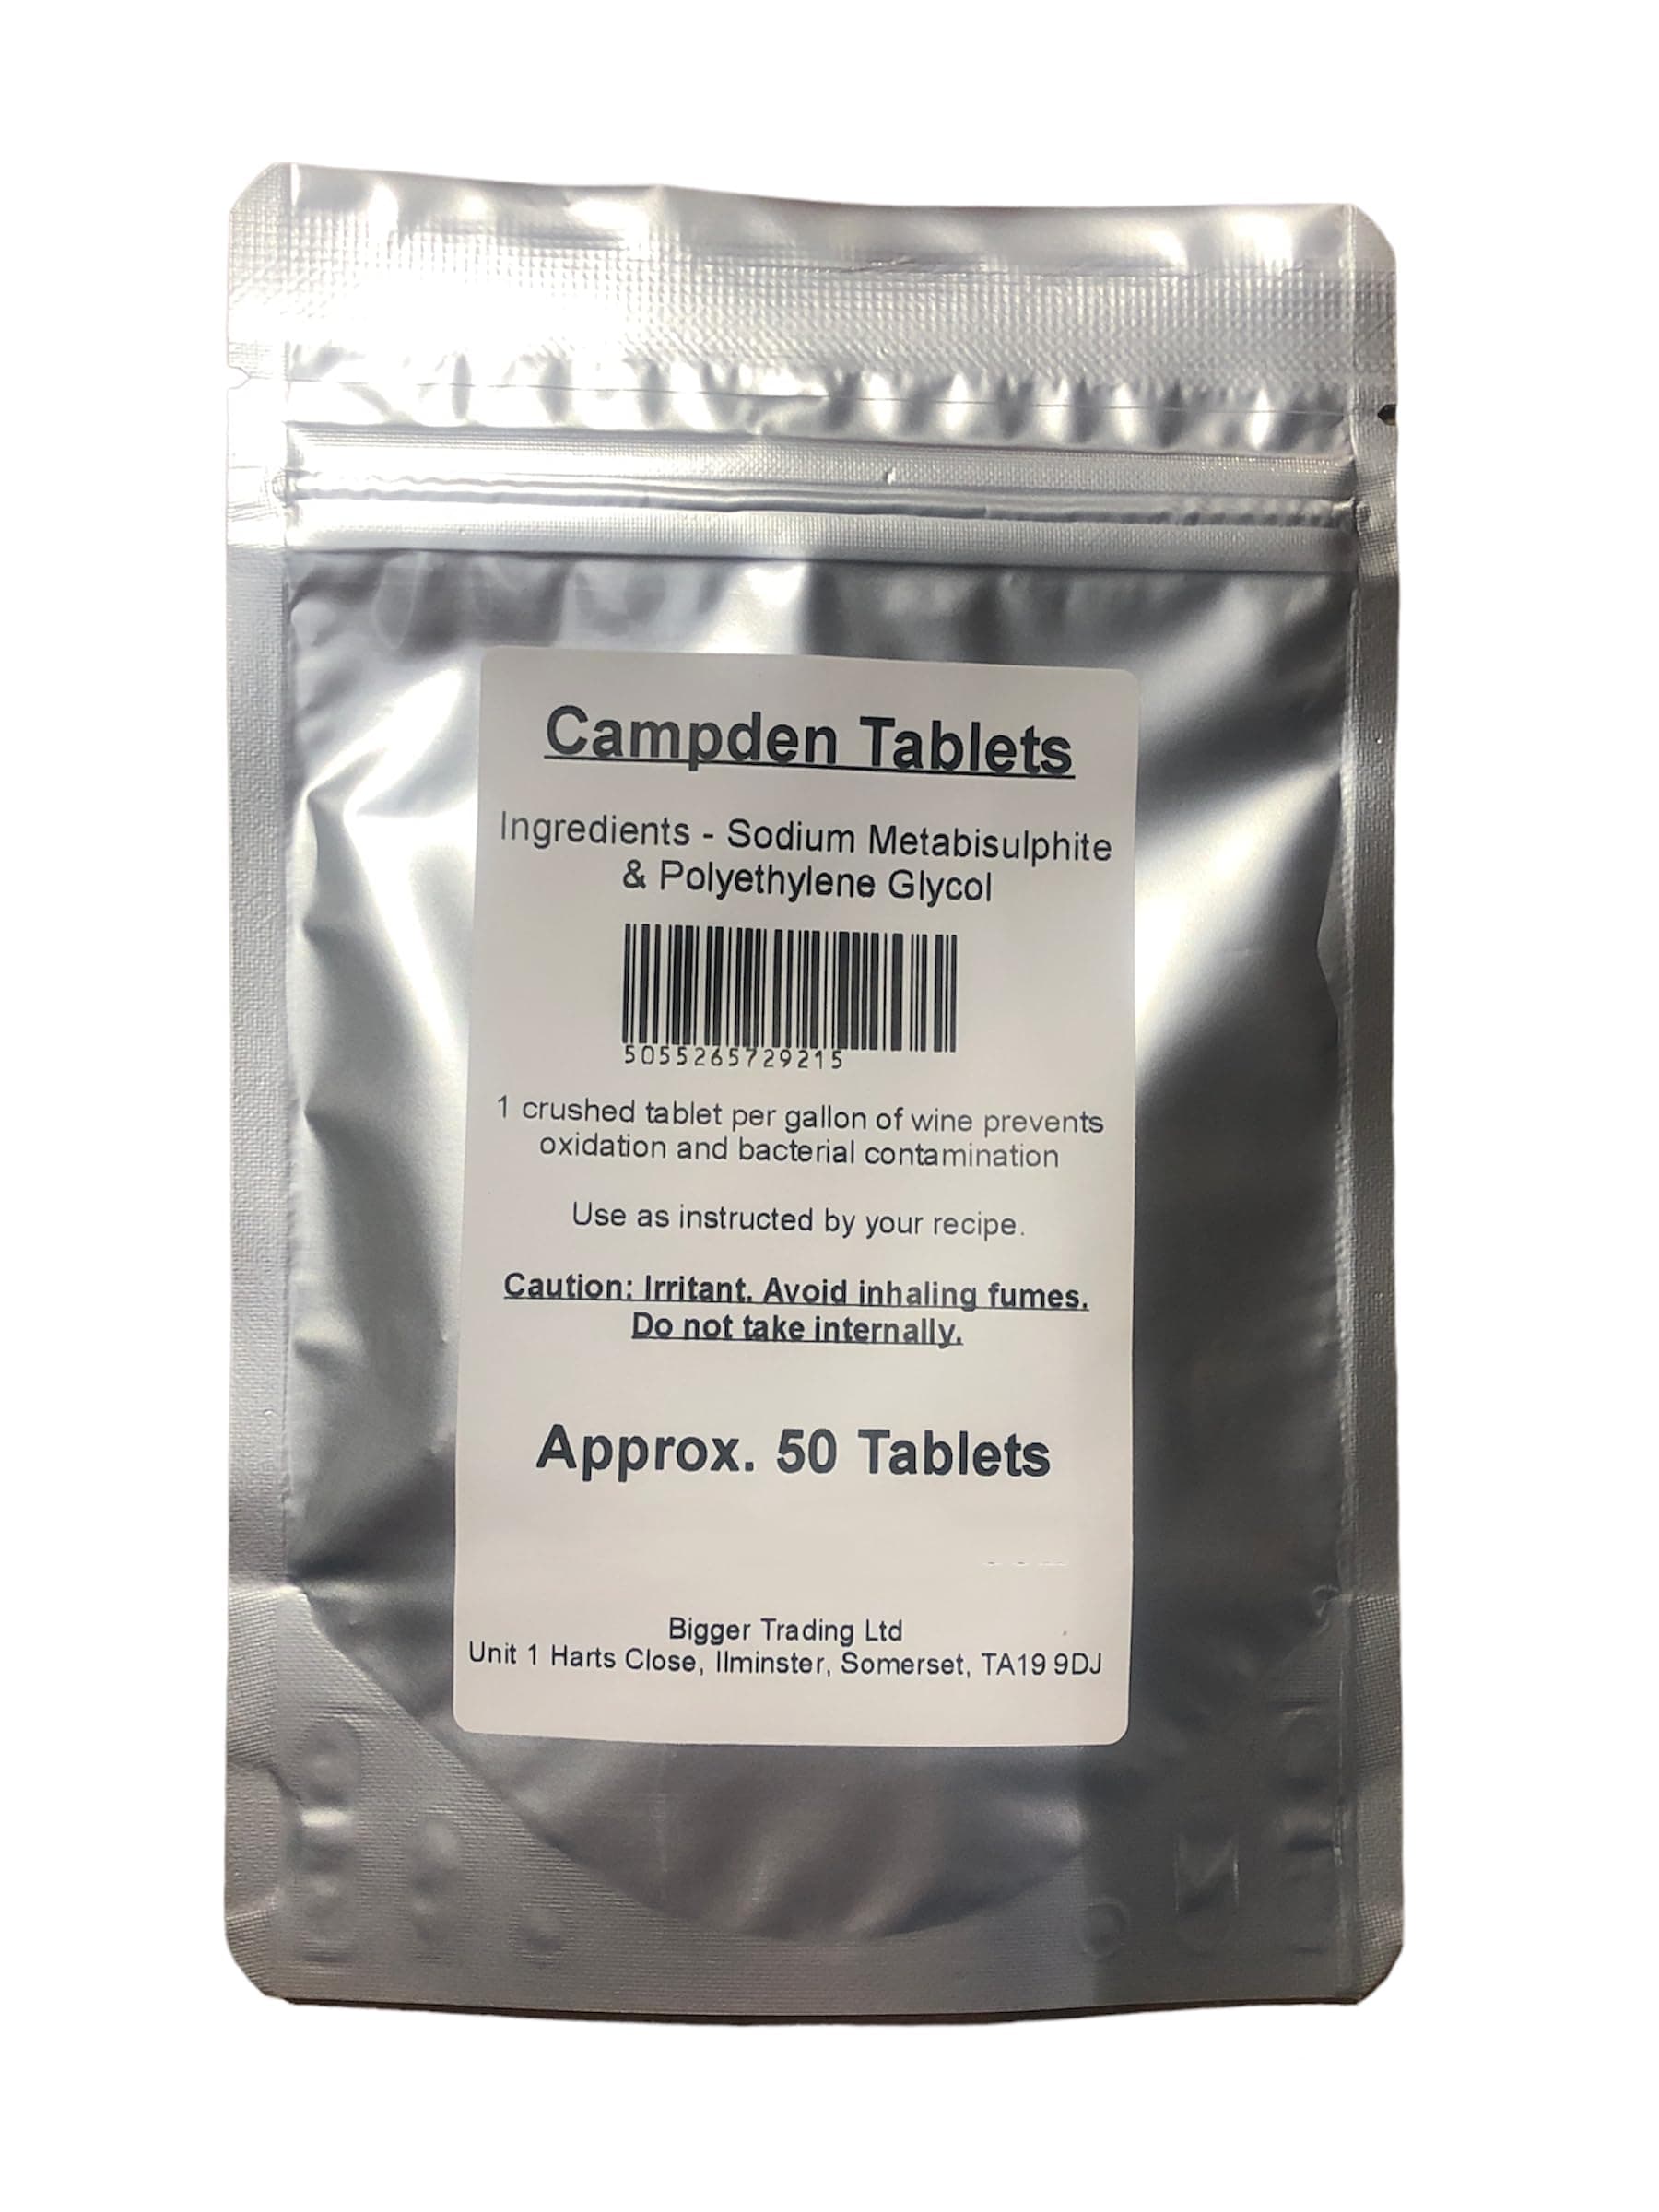 Campden Tablets
Ingredients - Sodium Metabisulphite
& Polyethylene Glycol
5055265729215
1 crushed tablet per gallon of wine prevents
oxidation and bacterial contamination
Use as instructed by your recipe.
Caution: Irritant. Avoid inhaling fumes.
Do not take internally.
Approx. 50 Tablets
Bigger Trading Ltd
Unit 1 Harts Close, Ilminster, Somerset, TA19 9DJ